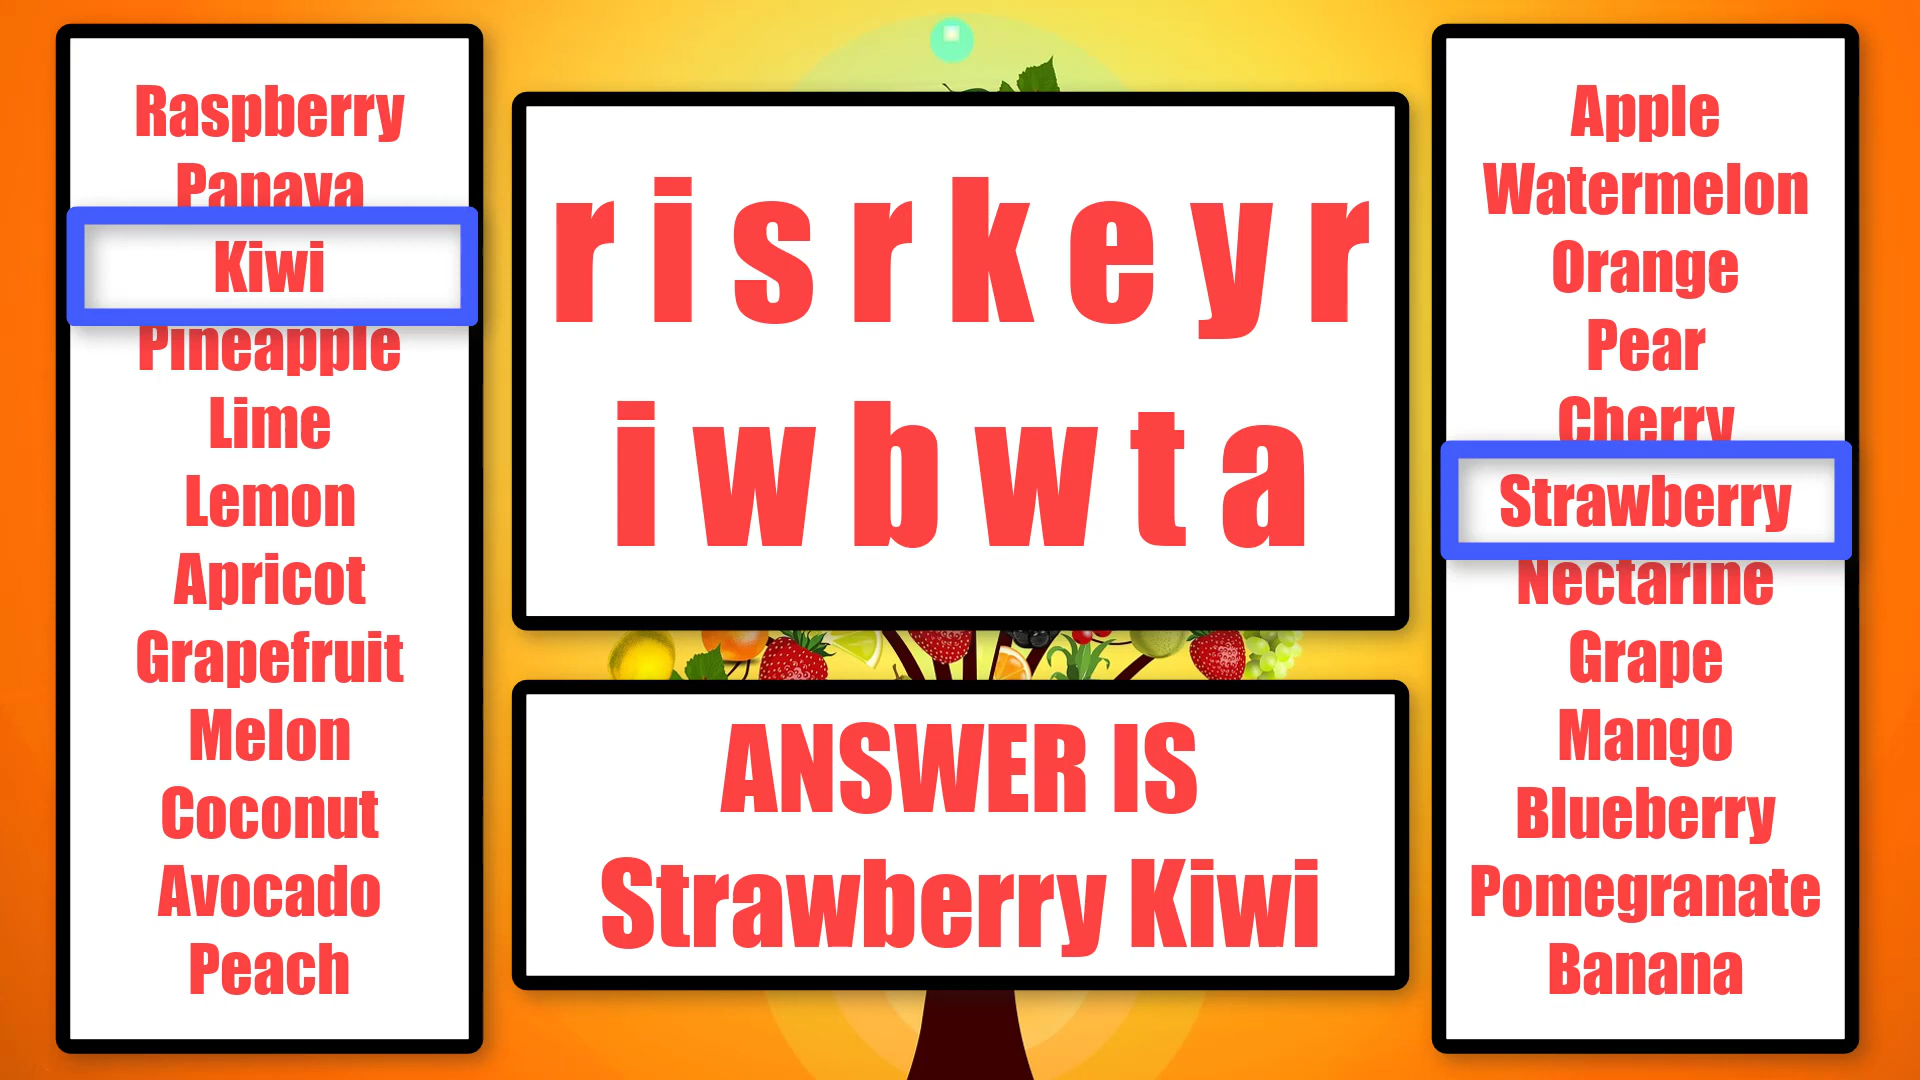 Raspberry
Papaya
Kiwi
Pineapple
Lime
Lemon
Apricot
Grapefruit
Melon
Coconut
Avocado
Peach
r i s r k e y r
i w b w t a
ANSWER IS
Strawberry Kiwi
Apple
Watermelon
Orange
Pear
Cherry
Strawberry
Nectarine
Grape
Mango
Blueberry
Pomegranate
Banana